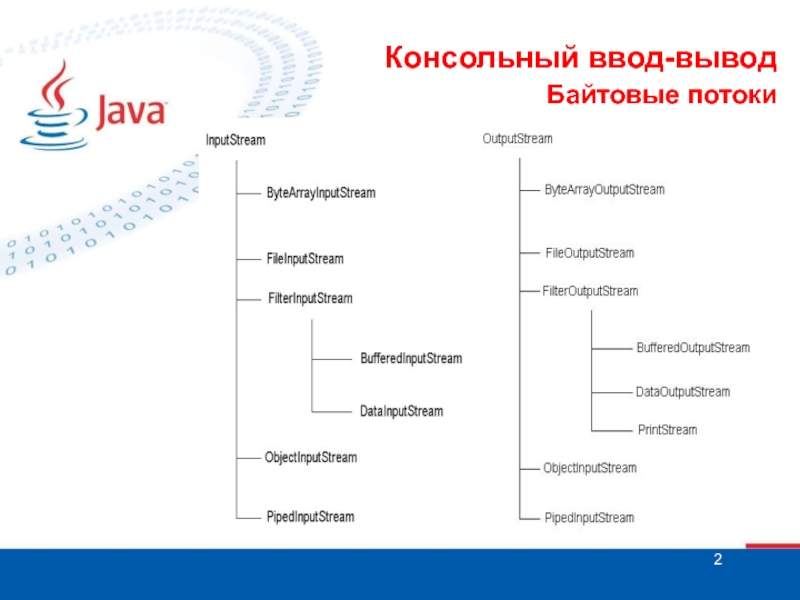 Консольный ввод-вывод
Байтовые потоки
Java
InputStream
ByteArrayInputStream
FileInputStream
FilterInputStream
BufferedInputStream
DataInputStream
ObjectInputStream
PipedInputStream
OutputStream
ByteArrayOutputStream
FileOutputStream
FilterOutputStream
BufferedOutputStream
DataOutputStream
PrintStream
ObjectInputStream
PipedInputStream
2